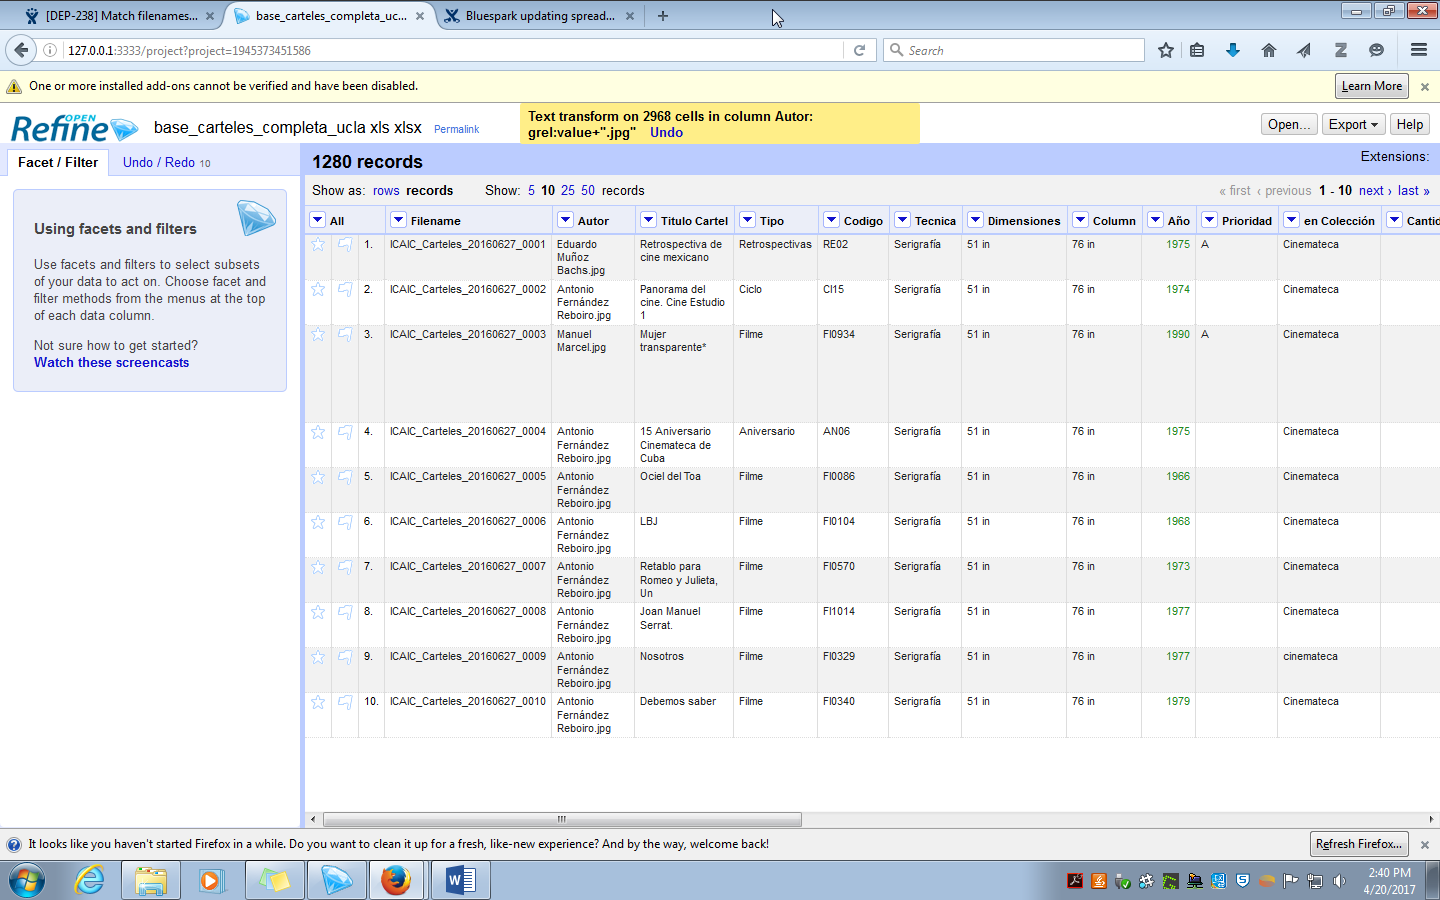 [DEP-238] Match filenames...
base_carteles_completa_uc...
Bluespark updating spread...
127.0.0.1:3333/project?project=1945373451586
Search
One or more installed add-ons cannot be verified and have been disabled.
Learn More
OPEN
Refine
base_carteles_completa_ucla xls xlsx
Permalink
Text transform on 2968 cells in column Autor:
grel:value+".jpg" Undo
Open...
Export
Help
Facet / Filter
Undo / Redo 10
Using facets and filters
Use facets and filters to select subsets
of your data to act on. Choose facet and
filter methods from the menus at the top
of each data column.
Not sure how to get started?
Watch these screencasts
1280 records
Extensions:
Show as: rows records
Show: 5 10 25 50 records
« first ‹ previous 1 - 10 next › last »
All Filename Autor Titulo Cartel Tipo Codigo Tecnica Dimensiones Column Año Prioridad en Colección Cantid
1. ICAIC_Carteles_20160627_0001 Eduardo Retrospectiva de Retrospectivas RE02 Serigrafía 51 in 76 in 1975 A Cinemateca
Muñoz cine mexicano
Bachs.jpg
2. ICAIC_Carteles_20160627_0002 Antonio Panorama del Ciclo CI15 Serigrafía 51 in 76 in 1974 Cinemateca
Fernández cine. Cine Estudio
Reboiro.jpg 1
3. ICAIC_Carteles_20160627_0003 Manuel Mujer Filme FI0934 Serigrafía 51 in 76 in 1990 A Cinemateca
Marcel.jpg transparente*
4. ICAIC_Carteles_20160627_0004 Antonio 15 Aniversario Aniversario AN06 Serigrafía 51 in 76 in 1975 Cinemateca
Fernández Cinemateca de
Reboiro.jpg Cuba
5. ICAIC_Carteles_20160627_0005 Antonio Ociel del Toa Filme FI0086 Serigrafía 51 in 76 in 1966 Cinemateca
Fernández
Reboiro.jpg
6. ICAIC_Carteles_20160627_0006 Antonio LBJ Filme FI0104 Serigrafía 51 in 76 in 1968 Cinemateca
Fernández
Reboiro.jpg
7. ICAIC_Carteles_20160627_0007 Antonio Retablo para Filme FI0570 Serigrafía 51 in 76 in 1973 Cinemateca
Fernández Romeo y Julieta,
Reboiro.jpg Un
8. ICAIC_Carteles_20160627_0008 Antonio Joan Manuel Filme FI1014 Serigrafía 51 in 76 in 1977 Cinemateca
Fernández Serrat.
Reboiro.jpg
9. ICAIC_Carteles_20160627_0009 Antonio Nosotros Filme FI0329 Serigrafía 51 in 76 in 1977 cinemateca
Fernández
Reboiro.jpg
10. ICAIC_Carteles_20160627_0010 Antonio Debemos saber Filme FI0340 Serigrafía 51 in 76 in 1979 Cinemateca
Fernández
Reboiro.jpg
It looks like you haven't started Firefox in a while. Do you want to clean it up for a fresh, like-new experience? And by the way, welcome back!
Refresh Firefox...
2:40 PM
4/20/2017